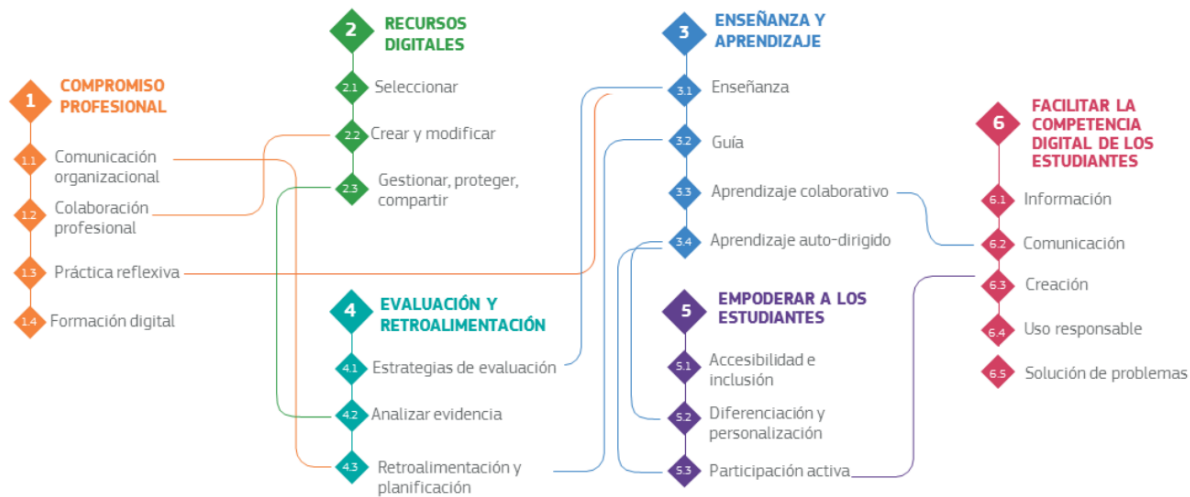 1
COMPROMISO
PROFESIONAL
1.1
Comunicación
organizacional
1.2
Colaboración
profesional
1.3
Práctica reflexiva
1.4
Formación digital
2
RECURSOS
DIGITALES
2.1
Seleccionar
2.2
Crear y modificar
2.3
Gestionar, proteger,
compartir
3
ENSEÑANZA Y
APRENDIZAJE
3.1
Enseñanza
3.2
Guía
3.3
Aprendizaje colaborativo
3.4
Aprendizaje auto-dirigido
4
EVALUACIÓN Y
RETROALIMENTACIÓN
4.1
Estrategias de evaluación
4.2
Analizar evidencia
4.3
Retroalimentación y
planificación
5
EMPODERAR A LOS
ESTUDIANTES
5.1
Accesibilidad e
inclusión
5.2
Diferenciación y
personalización
5.3
Participación activa
6
FACILITAR LA
COMPETENCIA
DIGITAL DE LOS
ESTUDIANTES
6.1
Información
6.2
Comunicación
6.3
Creación
6.4
Uso responsable
6.5
Solución de problemas